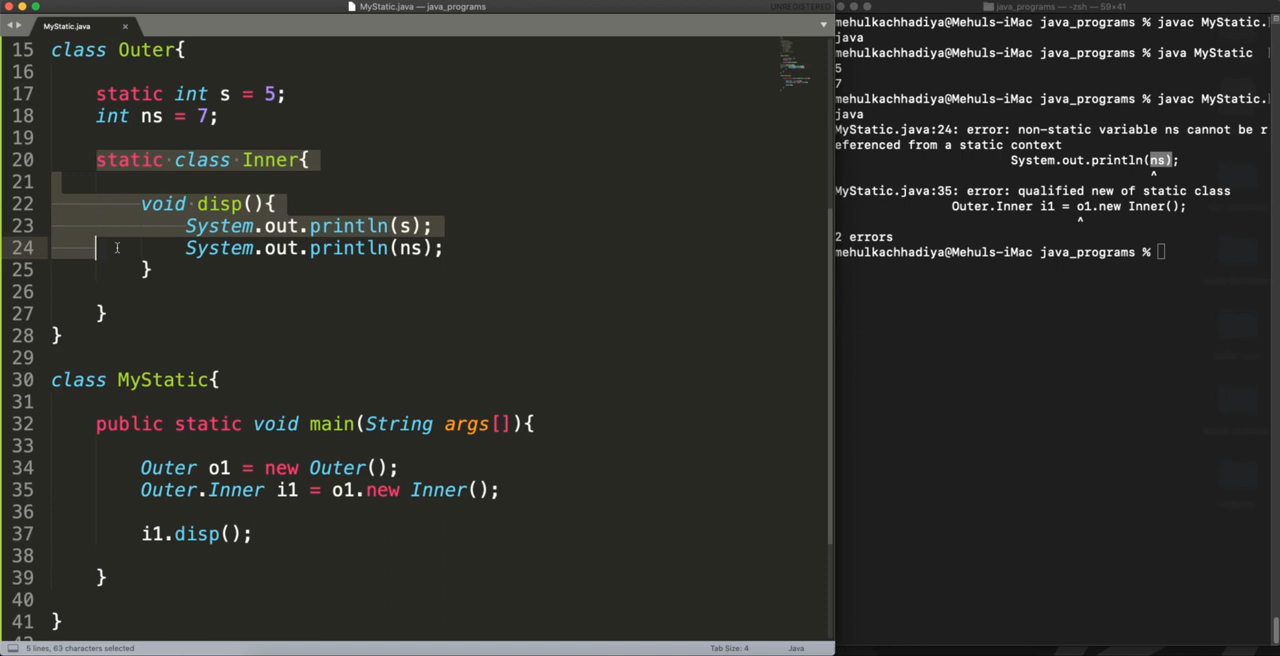 MyStatic.java — java_programs
UNREGISTERED
MyStatic.java
15 class Outer{
16
17 static int s = 5;
18 int ns = 7;
19
20 static class Inner{
21
22 void disp(){
23 System.out.println(s);
24 System.out.println(ns);
25 }
26
27 }
28 }
29
30 class MyStatic{
31
32 public static void main(String args[]){
33
34 Outer o1 = new Outer();
35 Outer.Inner i1 = o1.new Inner();
36
37 i1.disp();
38
39 }
40
41 }
5 lines, 63 characters selected
Tab Size: 4
Java
java_programs — -zsh — 59×41
mehulkachhadiya@Mehuls-iMac java_programs % javac MyStatic.
java
mehulkachhadiya@Mehuls-iMac java_programs % java MyStatic
5
7
mehulkachhadiya@Mehuls-iMac java_programs % javac MyStatic.
java
MyStatic.java:24: error: non-static variable ns cannot be r
eferenced from a static context
System.out.println(ns);
^
MyStatic.java:35: error: qualified new of static class
Outer.Inner i1 = o1.new Inner();
^
2 errors
mehulkachhadiya@Mehuls-iMac java_programs %